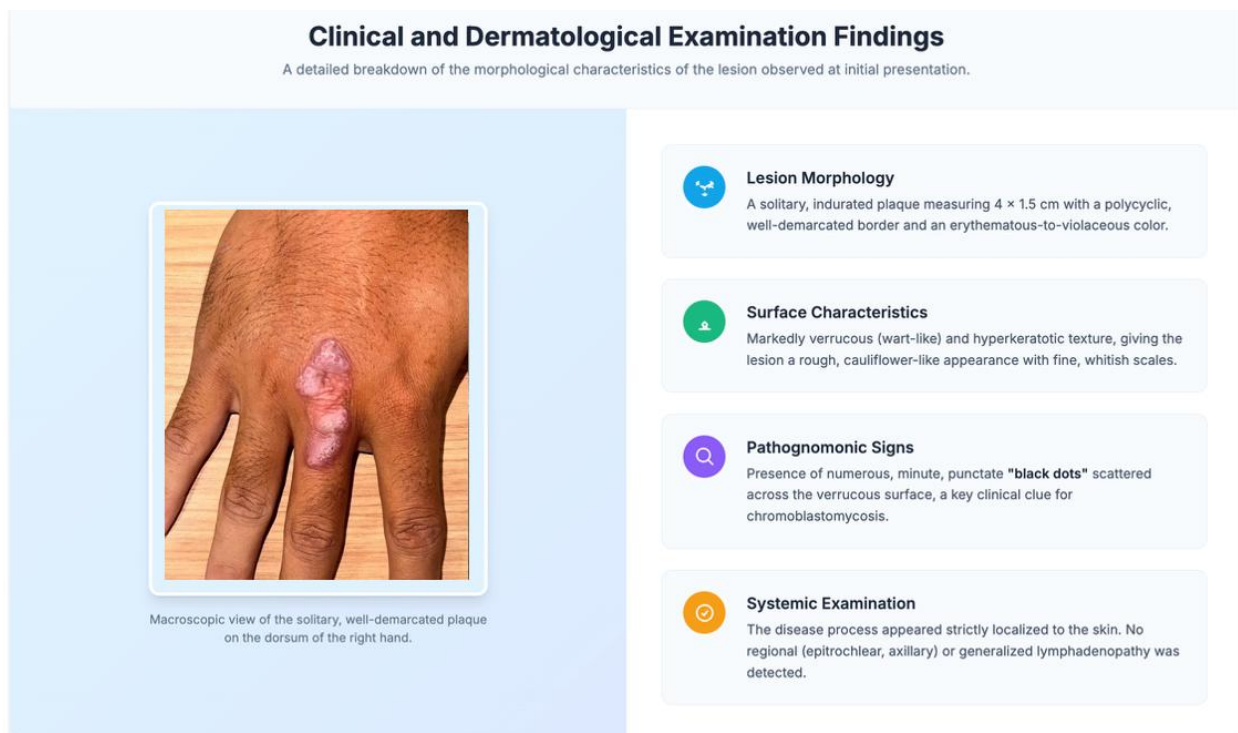 Clinical and Dermatological Examination Findings
A detailed breakdown of the morphological characteristics of the lesion observed at initial presentation.
Macroscopic view of the solitary, well-demarcated plaque
on the dorsum of the right hand.
Lesion Morphology
A solitary, indurated plaque measuring 4 × 1.5 cm with a polycyclic,
well-demarcated border and an erythematous-to-violaceous color.
Surface Characteristics
Markedly verrucous (wart-like) and hyperkeratotic texture, giving the
lesion a rough, cauliflower-like appearance with fine, whitish scales.
Pathognomonic Signs
Presence of numerous, minute, punctate "black dots" scattered
across the verrucous surface, a key clinical clue for
chromoblastomycosis.
Systemic Examination
The disease process appeared strictly localized to the skin. No
regional (epitrochlear, axillary) or generalized lymphadenopathy was
detected.